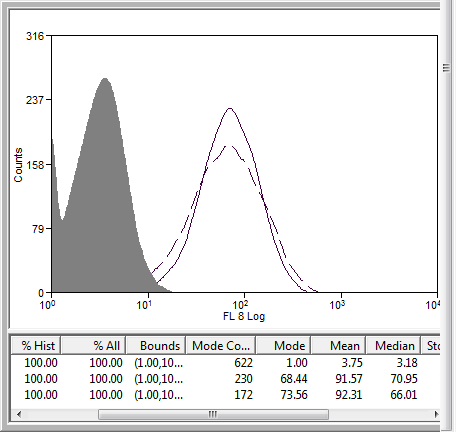 316
237
158
79
0
Counts
10⁰ 10¹ 10² 10³ 10⁴
FL 8 Log
% Hist % All Bounds Mode Co... Mode Mean Median Sto
100.00 100.00 (1.00,10... 622 1.00 3.75 3.18
100.00 100.00 (1.00,10... 230 68.44 91.57 70.95
100.00 100.00 (1.00,10... 172 73.56 92.31 66.01